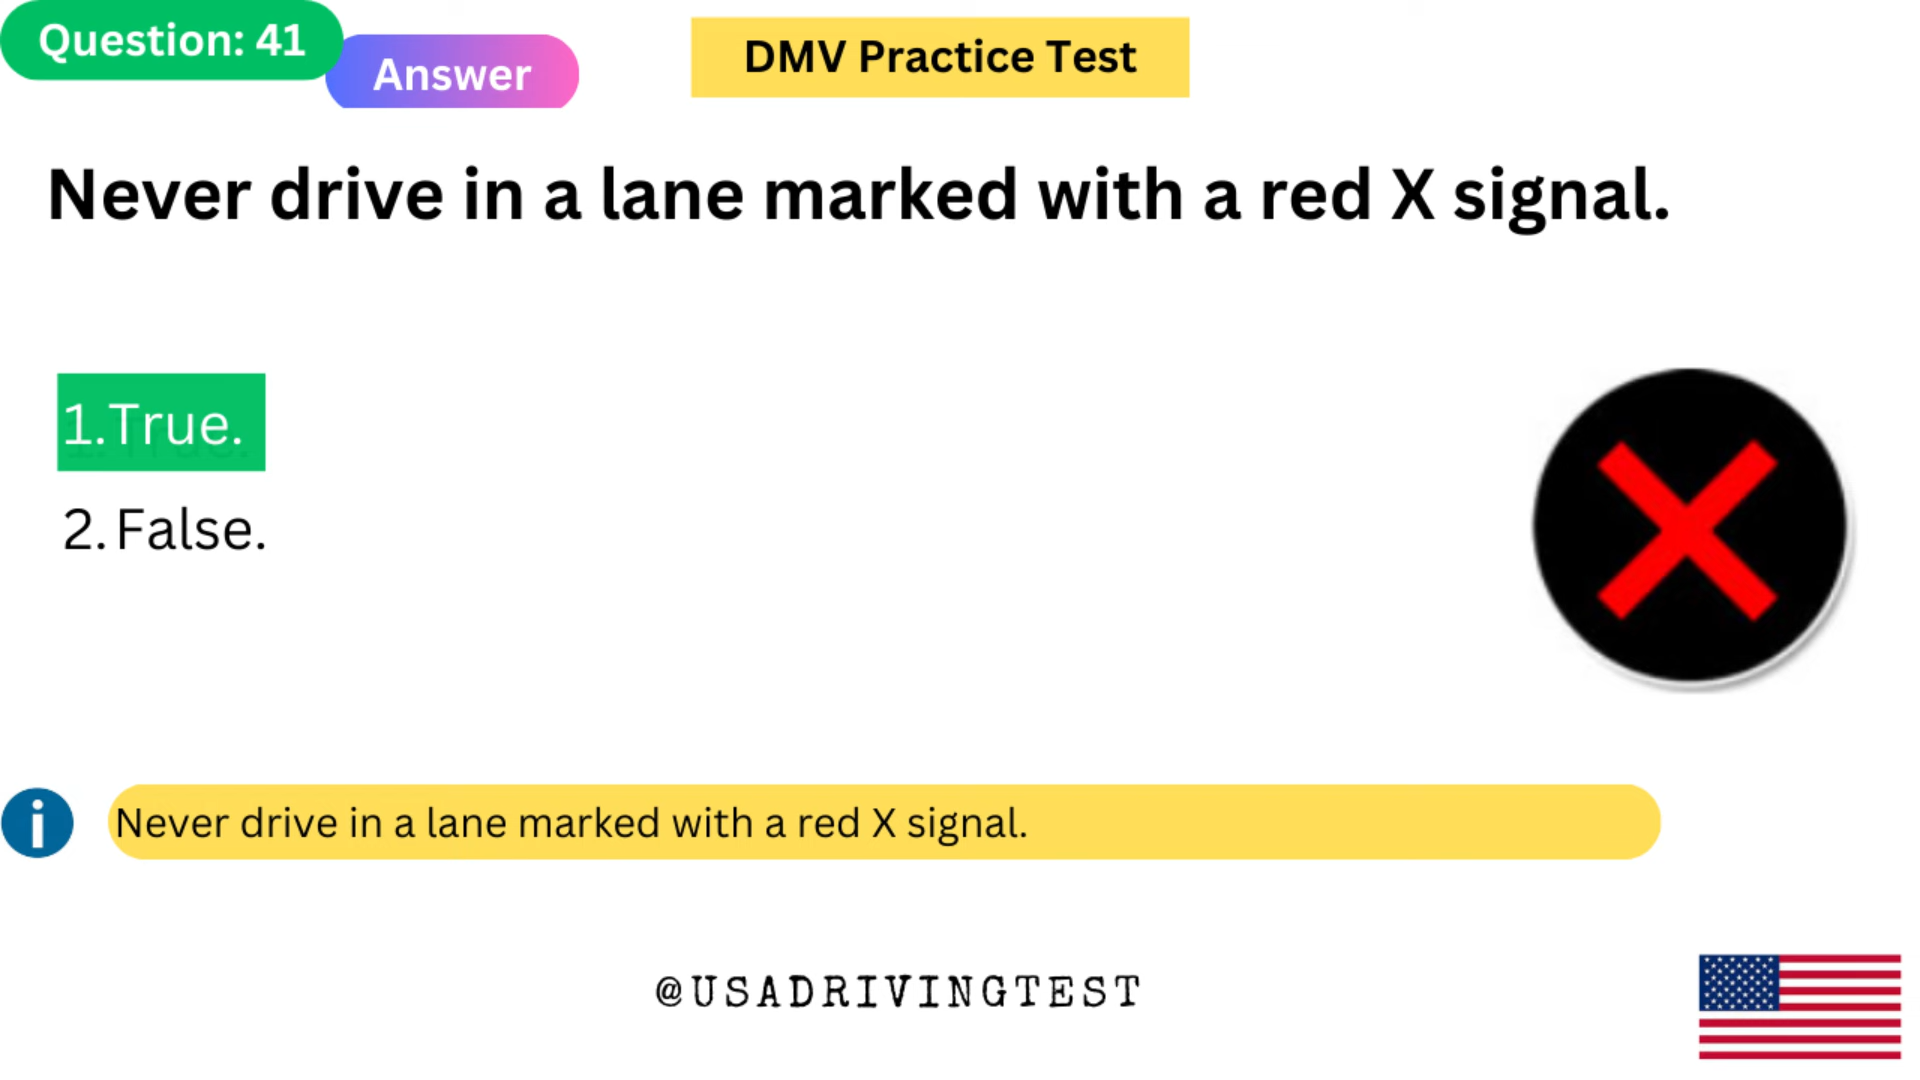 Question: 41
Answer
DMV Practice Test
Never drive in a lane marked with a red X signal.
1.True.
2.False.
i Never drive in a lane marked with a red X signal.
@USADRIVINGTEST